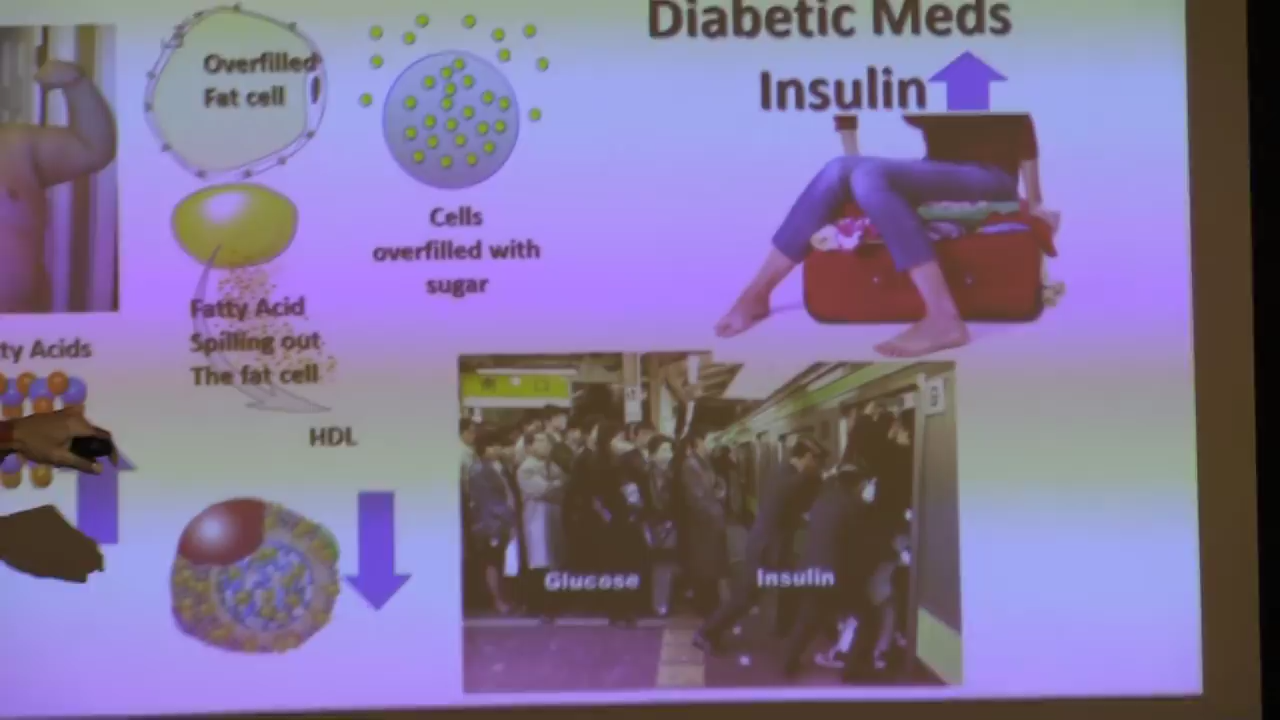 Diabetic Meds
Insulin
Overfilled
Fat cell
Cells
overfilled with
sugar
Fatty Acid
Spilling out
The fat cell
ty Acids
HDL
Glucose
Insulin